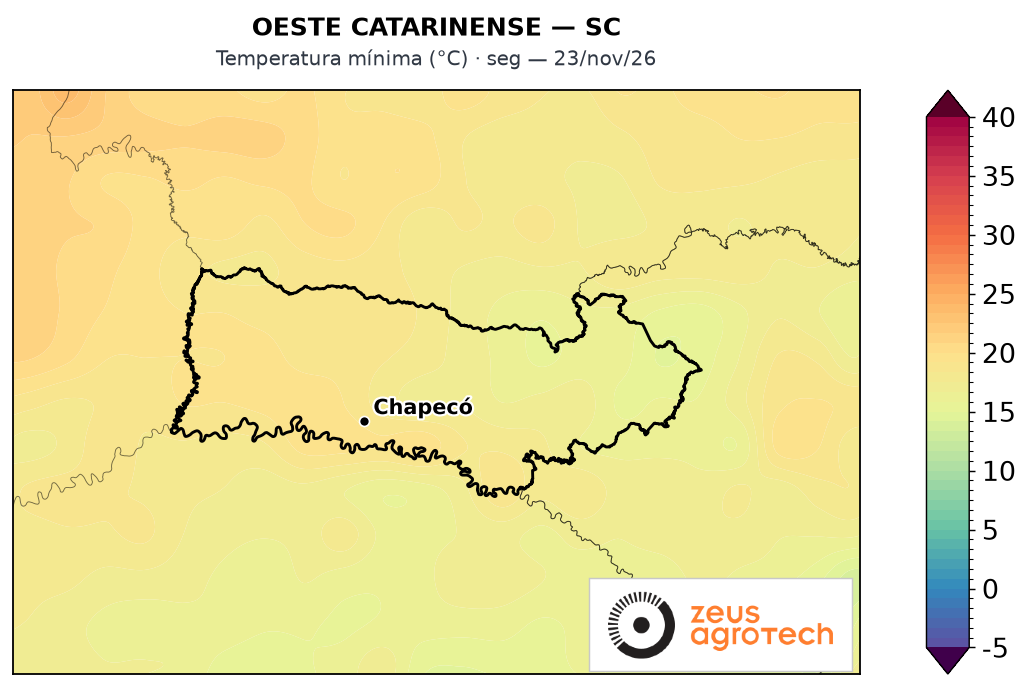 OESTE CATARINENSE — SC
Temperatura mínima (°C) · seg — 23/nov/26
40
35
30
25
20
15
10
5
0
-5
Chapecó
zeus
agrotech